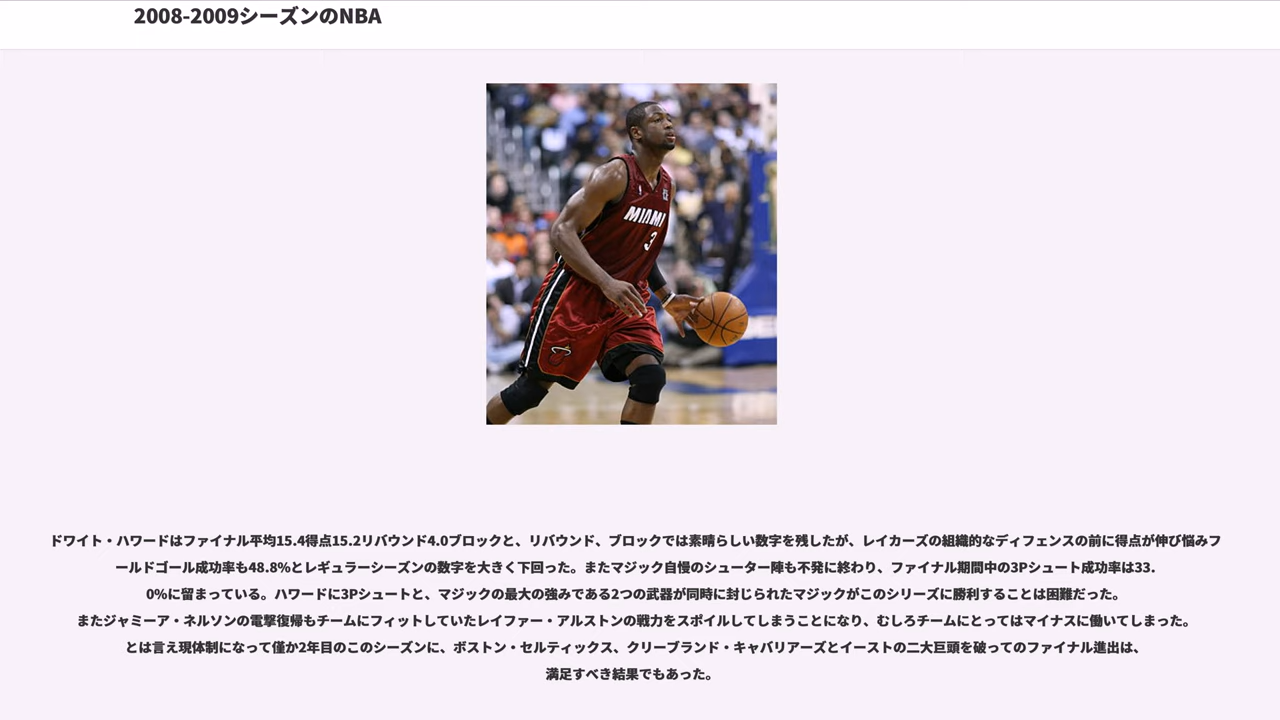 2008-2009シーズンのNBA
MIAMI
3
ドワイト・ハワードはファイナル平均15.4得点15.2リバウンド4.0ブロックと、リバウンド、ブロックでは素晴らしい数字を残したが、レイカーズの組織的なディフェンスの前に得点が伸び悩みフ
ールドゴール成功率も48.8%とレギュラーシーズンの数字を大きく下回った。またマジック自慢のシューター陣も不発に終わり、ファイナル期間中の3Pシュート成功率は33.
0%に留まっている。ハワードに3Pシュートと、マジックの最大の強みである2つの武器が同時に封じられたマジックがこのシリーズに勝利することは困難だった。
またジャミーア・ネルソンの電撃復帰もチームにフィットしていたレイファー・アルストンの戦力をスポイルしてしまうことになり、むしろチームにとってはマイナスに働いてしまった。
とは言え現体制になって僅か2年目のこのシーズンに、ボストン・セルティックス、クリーブランド・キャバリアーズとイーストの二大巨頭を破ってのファイナル進出は、
満足すべき結果でもあった。